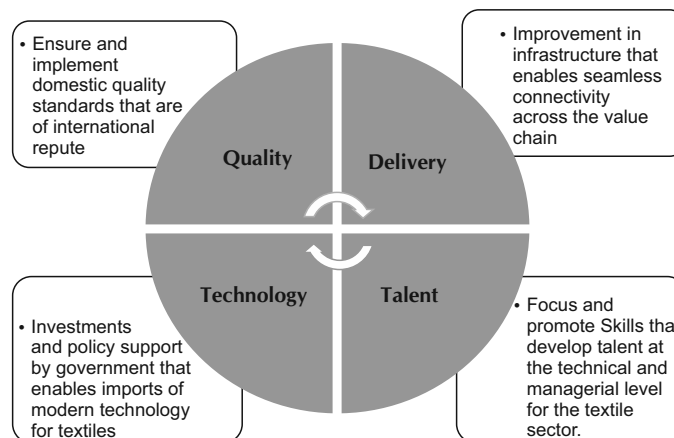 • Ensure and
implement
domestic quality
standards that are
of international
repute
• Improvement in
infrastructure that
enables seamless
connectivity
across the value
chain
Quality
Delivery
Technology
Talent
• Investments
and policy support
by government that
enables imports of
modern technology
for textiles
• Focus and
promote Skills tha
develop talent at
the technical and
managerial level
for the textile
sector.